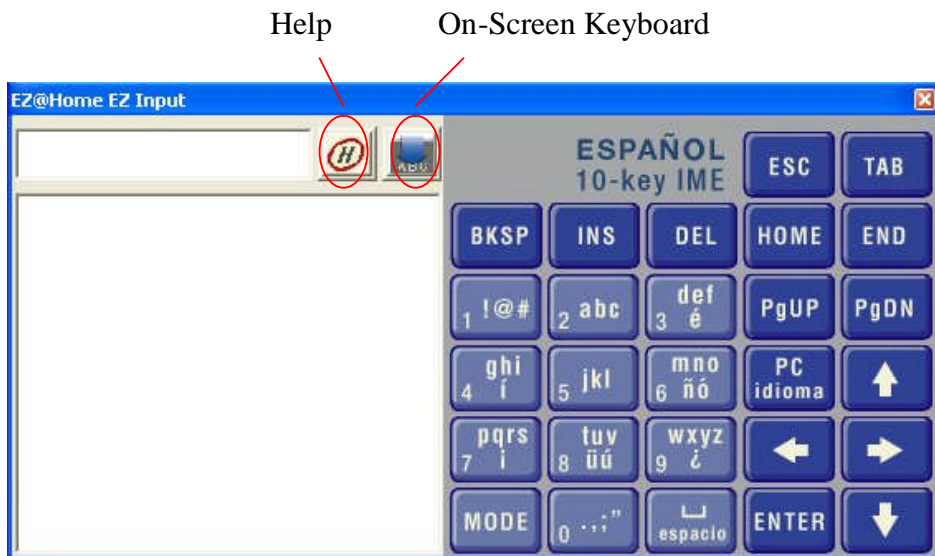 Help On-Screen Keyboard
EZ@Home EZ Input
H
ABC
ESPAÑOL
10-key IME
ESC TAB
BKSP INS DEL HOME END
1 !@# 2 abc 3 def é PgUP PgDN
4 ghi í 5 jkl 6 mno ñó PC idioma
7 pqrs ¡ 8 tuv üú 9 wxyz ¿
MODE 0 .,;" espacio ENTER